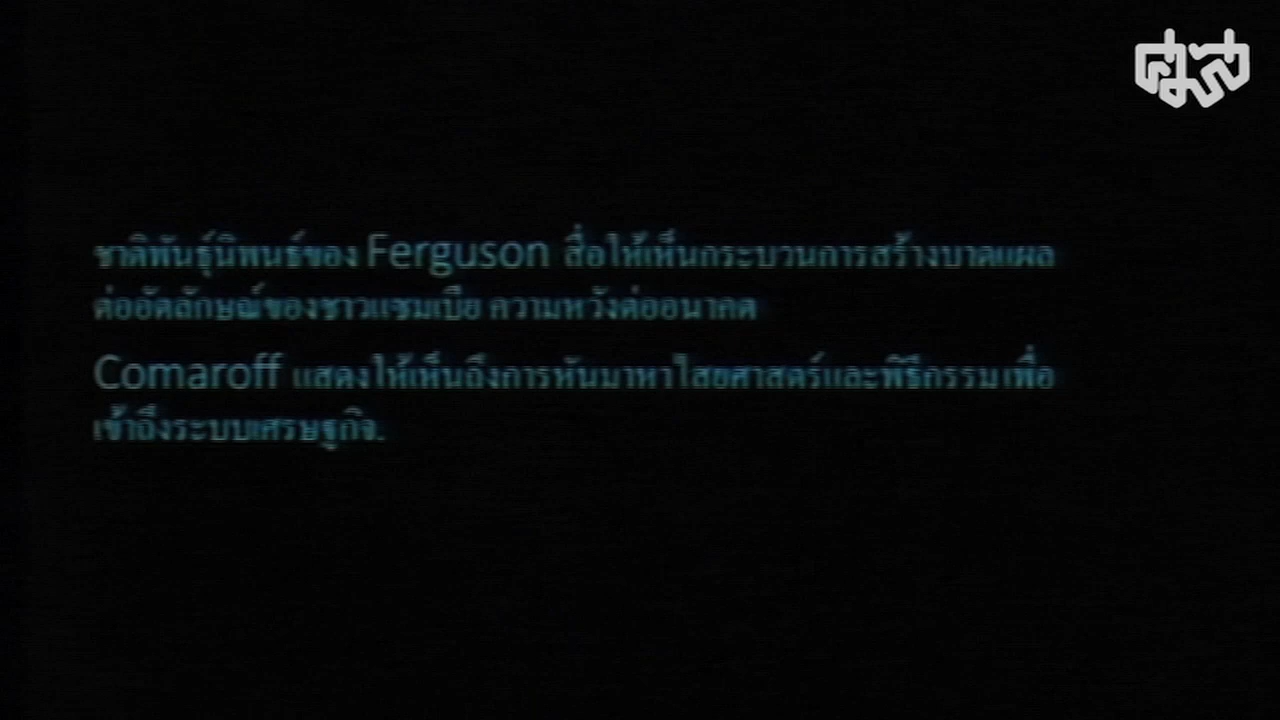 ศมส
ชาติพันธุ์นิพนธ์ของ Ferguson สื่อให้เห็นกระบวนการสร้างบาดแผล
ต่ออัตลักษณ์ของชาวแซมเบีย ความหวังต่ออนาคต
Comaroff แสดงให้เห็นถึงการหันมาหาไสยศาสตร์และพิธีกรรมเพื่อ
เข้าถึงระบบเศรษฐกิจ.